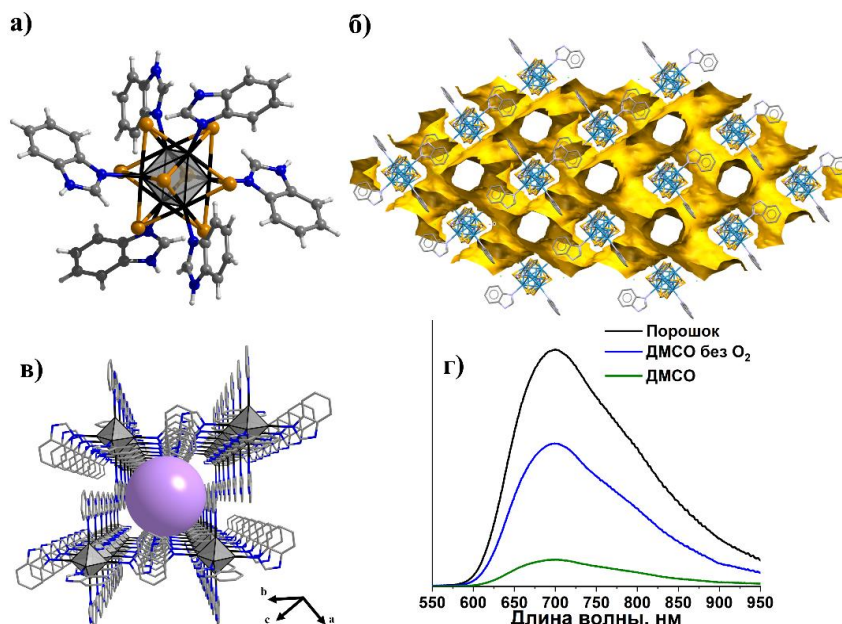 а)
б)
в)
b
c
a
г)
Порошок
ДМСО без O₂
ДМСО
550 600 650 700 750 800 850 900 950
Длина волны, нм